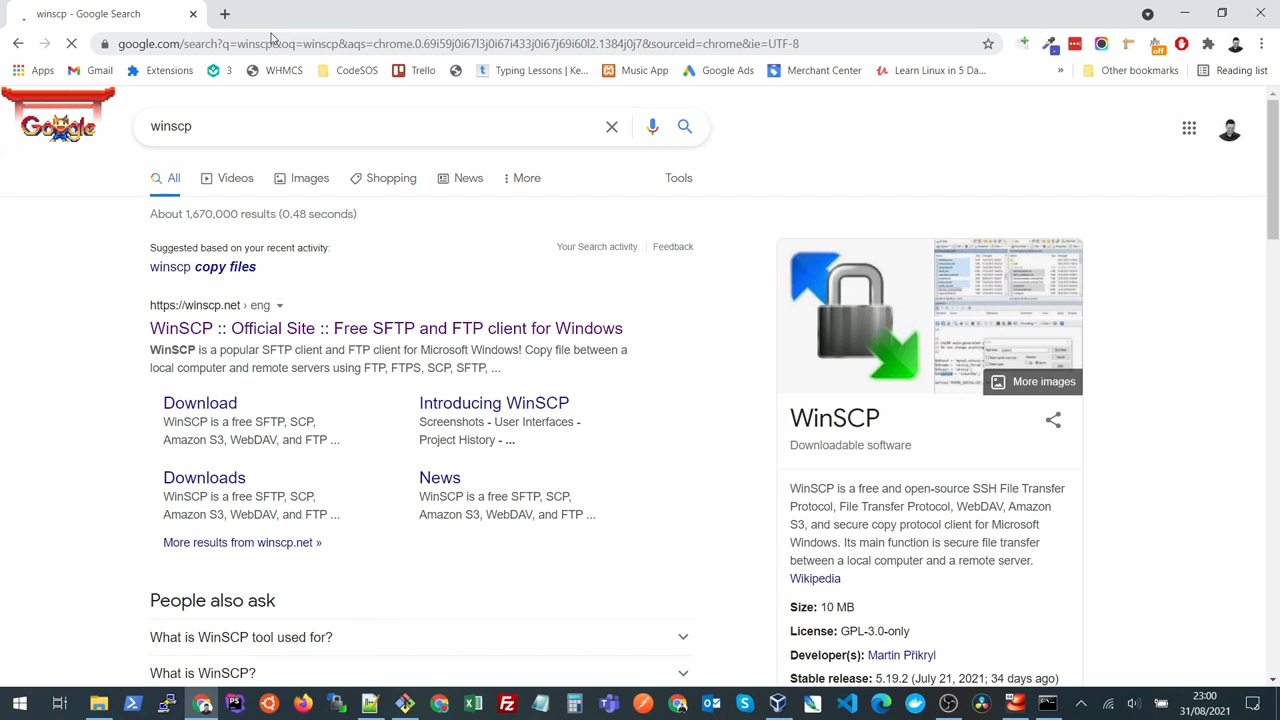 winscp - Google Search
google.com/search?q=winscp&oq=winscp&aqs=chrome.0.69i59j0i67l3j0i67i433j0i67j69i60l2.1384j0j7&sourceid=chrome&ie=UTF-8
Apps Gmail Extensions 3 WHMCS CodeSOS Trello Typing Lessons | Ke... Music App Google Ads Merchant Center Learn Linux in 5 Da... » Other bookmarks Reading list
off
Google
winscp
All Videos Images Shopping News More Tools
About 1,670,000 results (0.48 seconds)
Suggested based on your recent activity: Your Search activity Feedback
winscp copy files
https://winscp.net › eng
WinSCP :: Official Site :: Free SFTP and FTP client for Windows
WinSCP is a popular SFTP client and FTP client for Microsoft Windows! Copy file between a
local computer and remote servers using FTP, FTPS, SCP, SFTP, ...
Download
WinSCP is a free SFTP, SCP,
Amazon S3, WebDAV, and FTP ...
Introducing WinSCP
Screenshots - User Interfaces -
Project History - ...
Downloads
WinSCP is a free SFTP, SCP,
Amazon S3, WebDAV, and FTP ...
News
WinSCP is a free SFTP, SCP,
Amazon S3, WebDAV, and FTP ...
More results from winscp.net »
People also ask
What is WinSCP tool used for?
What is WinSCP?
More images
WinSCP
Downloadable software
WinSCP is a free and open-source SSH File Transfer
Protocol, File Transfer Protocol, WebDAV, Amazon
S3, and secure copy protocol client for Microsoft
Windows. Its main function is secure file transfer
between a local computer and a remote server.
Wikipedia
Size: 10 MB
License: GPL-3.0-only
Developer(s): Martin Přikryl
Stable release: 5.19.2 (July 21, 2021; 34 days ago)
23:00
31/08/2021